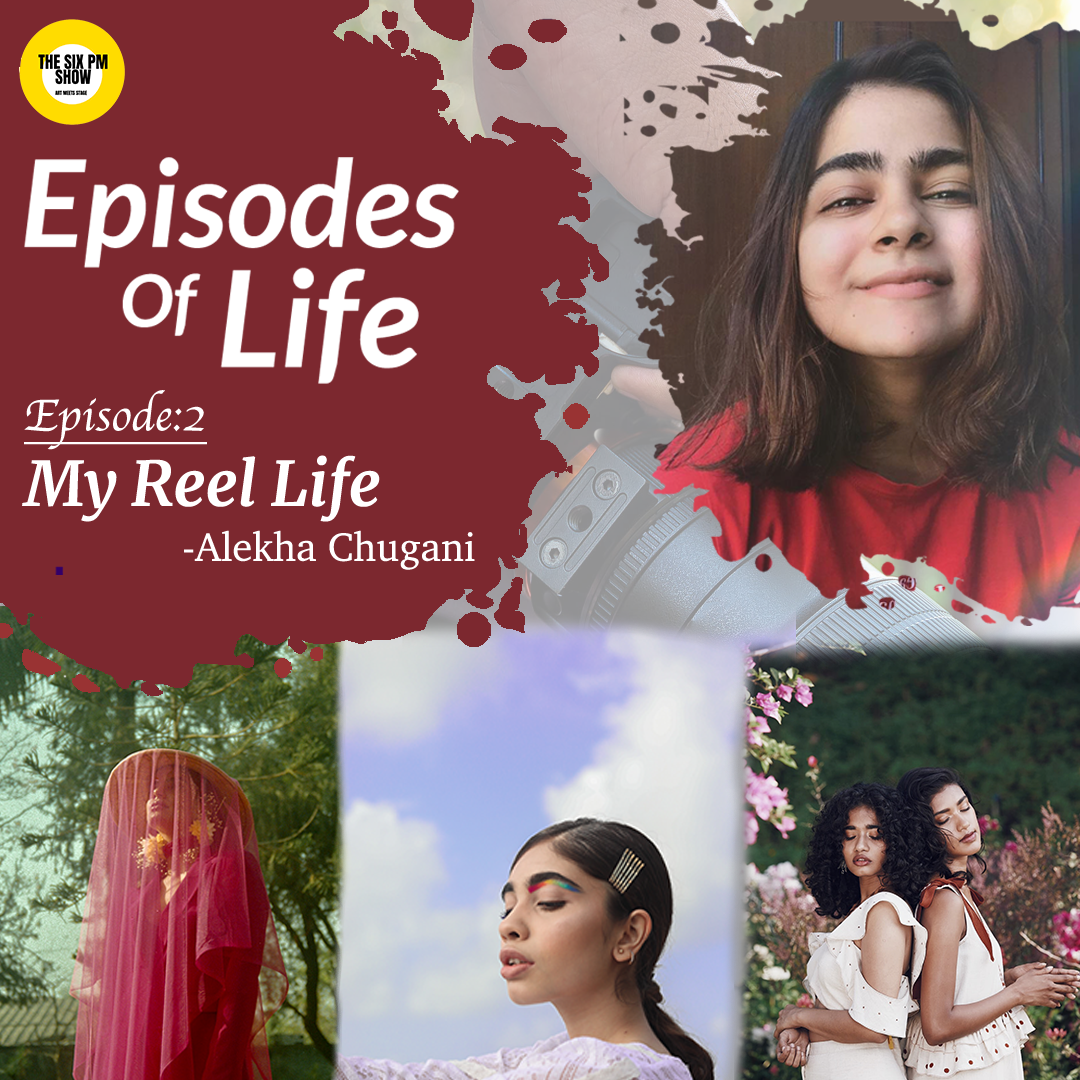 THE SIX PM
SHOW
ART MEETS STAGE
Episodes
Of Life
Episode:2
My Reel Life
-Alekha Chugani